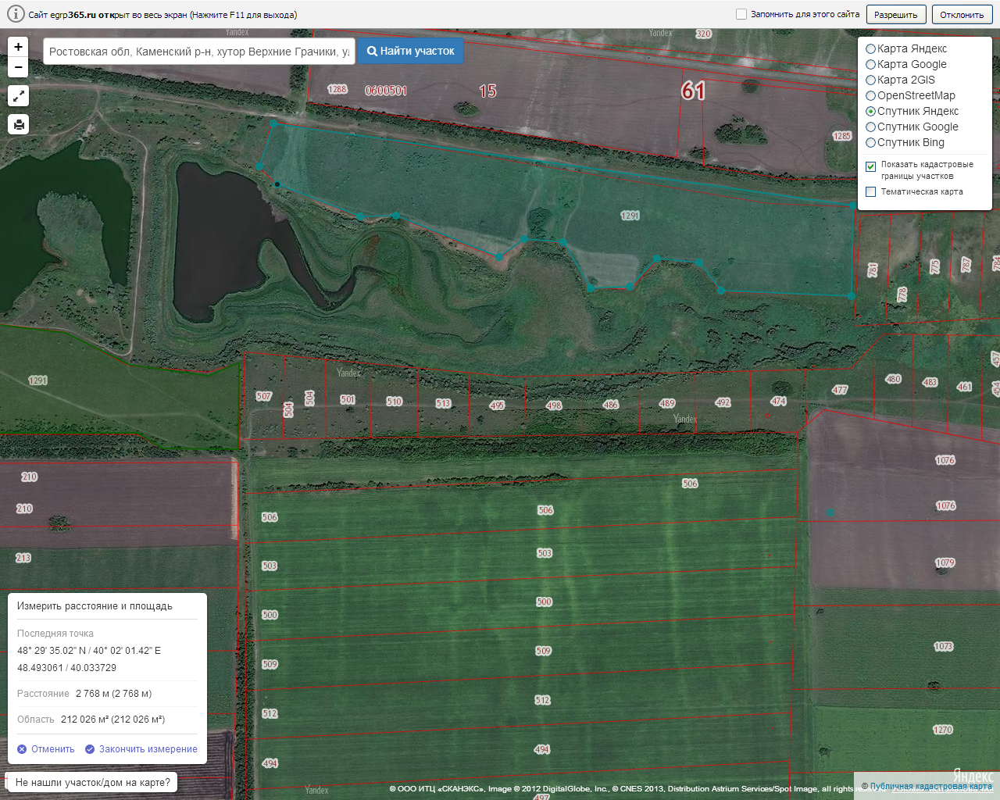 Сайт egrp365.ru открыт во весь экран (Нажмите F11 для выхода)
Запомнить для этого сайта
Разрешить
Отклонить
Yandex
Yandex
320
+
−
Ростовская обл, Каменский р-н, хутор Верхние Грачики, ул
Найти участок
Карта Яндекс
Карта Google
Карта 2GIS
OpenStreetMap
Спутник Яндекс
Спутник Google
Спутник Bing
Показать кадастровые
границы участков
Тематическая карта
1288
0600501
15
61
1285
1291
781
775
787
784
778
1291
Yandex
507
504
504
501
510
513
495
498
486
489
492
474
477
480
483
461
457
454
Yandex
210
210
213
1076
1076
1079
1073
1270
506
506
506
503
503
500
500
509
509
512
512
494
494
497
Измерить расстояние и площадь
Последняя точка
48° 29' 35.02" N / 40° 02' 01.42" E
48.493061 / 40.033729
Расстояние 2 768 м (2 768 м)
Область 212 026 м² (212 026 м²)
Отменить
Закончить измерение
Не нашли участок/дом на карте?
Yandex
Яндекс
© ООО ИТЦ «СКАНЭКС», Image © 2012 DigitalGlobe, Inc., © CNES 2013, Distribution Astrium Services/Spot Image, all rights
© Публичная кадастровая карта